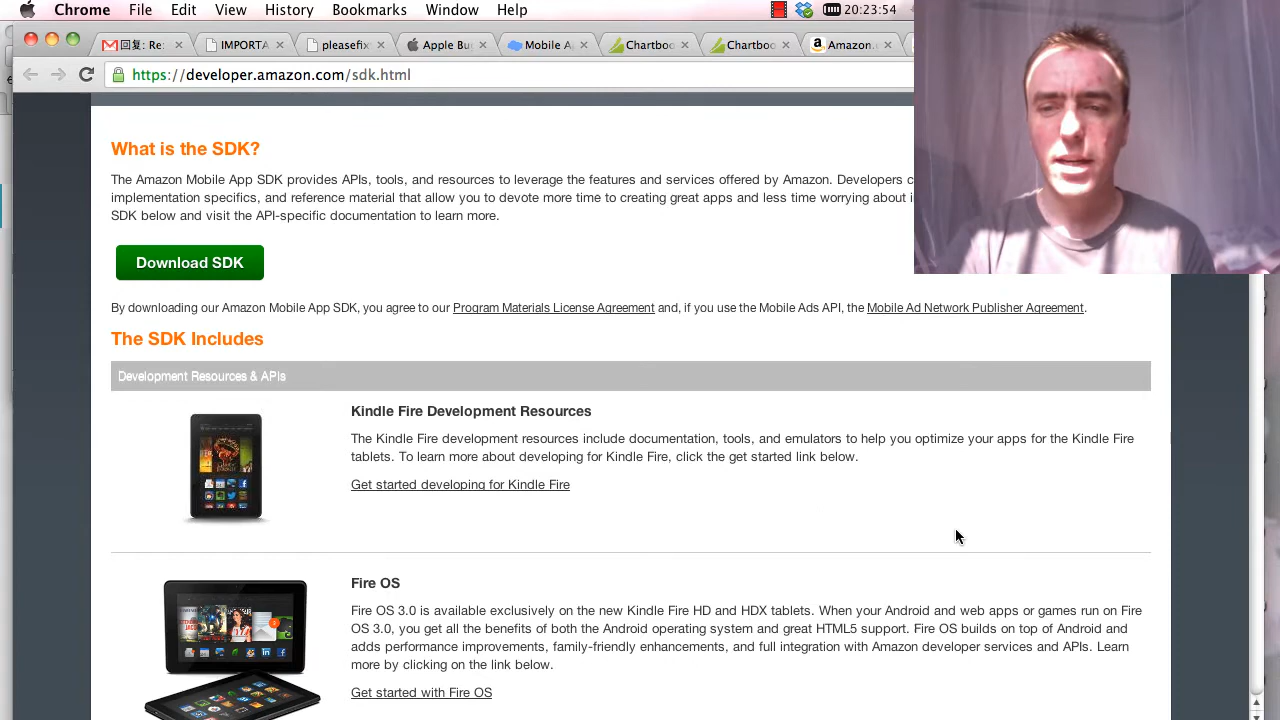 Chrome File Edit View History Bookmarks Window Help 20:23:54
回复: Re: IMPORTA pleasefix Apple Bu Mobile A Chartboo Chartboo Amazon.c
https://developer.amazon.com/sdk.html
What is the SDK?
The Amazon Mobile App SDK provides APIs, tools, and resources to leverage the features and services offered by Amazon. Developers c
implementation specifics, and reference material that allow you to devote more time to creating great apps and less time worrying about i
SDK below and visit the API-specific documentation to learn more.
Download SDK
By downloading our Amazon Mobile App SDK, you agree to our Program Materials License Agreement and, if you use the Mobile Ads API, the Mobile Ad Network Publisher Agreement.
The SDK Includes
Development Resources & APIs
Kindle Fire Development Resources
The Kindle Fire development resources include documentation, tools, and emulators to help you optimize your apps for the Kindle Fire
tablets. To learn more about developing for Kindle Fire, click the get started link below.
Get started developing for Kindle Fire
Fire OS
Fire OS 3.0 is available exclusively on the new Kindle Fire HD and HDX tablets. When your Android and web apps or games run on Fire
OS 3.0, you get all the benefits of both the Android operating system and great HTML5 support. Fire OS builds on top of Android and
adds performance improvements, family-friendly enhancements, and full integration with Amazon developer services and APIs. Learn
more by clicking on the link below.
Get started with Fire OS